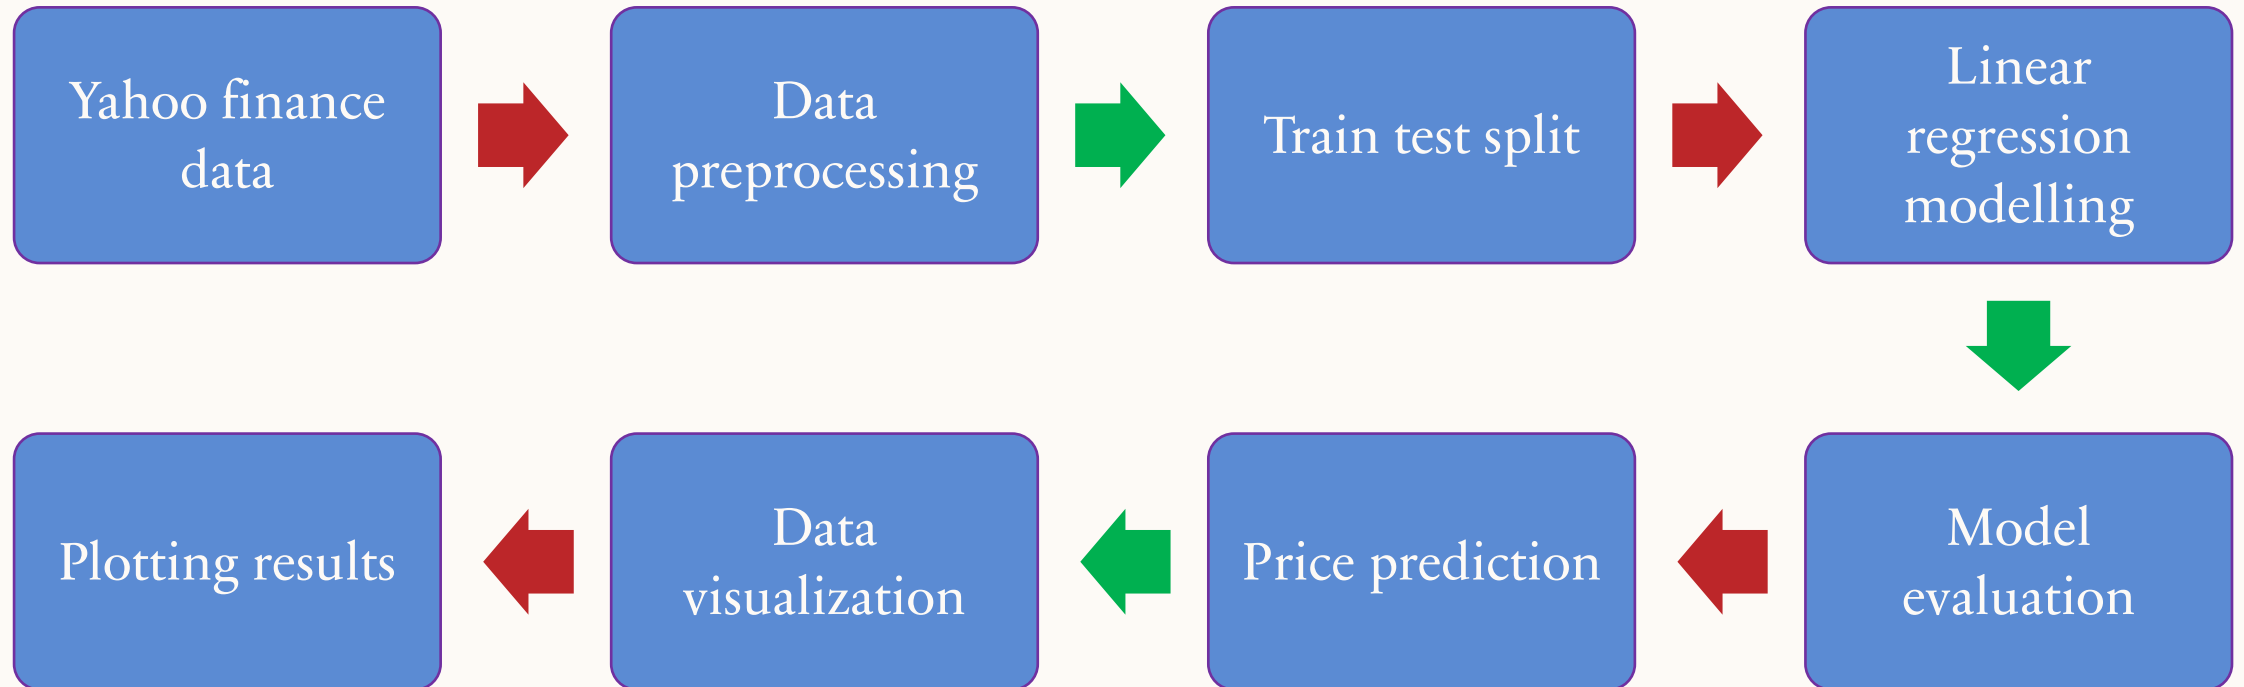 Yahoo finance
data
Data
preprocessing
Train test split
Linear
regression
modelling
Model
evaluation
Price prediction
Data
visualization
Plotting results